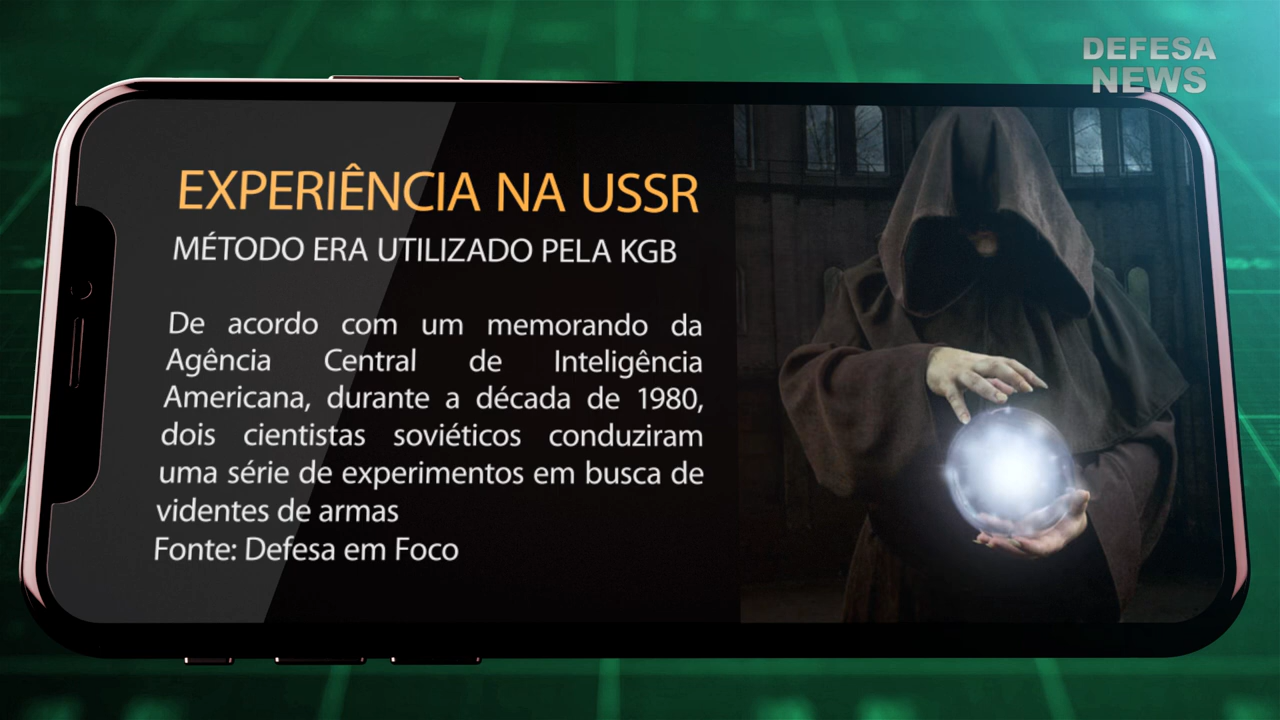 DEFESA
NEWS
EXPERIÊNCIA NA USSR
MÉTODO ERA UTILIZADO PELA KGB
De acordo com um memorando da
Agência Central de Inteligência
Americana, durante a década de 1980,
dois cientistas soviéticos conduziram
uma série de experimentos em busca de
videntes de armas
Fonte: Defesa em Foco